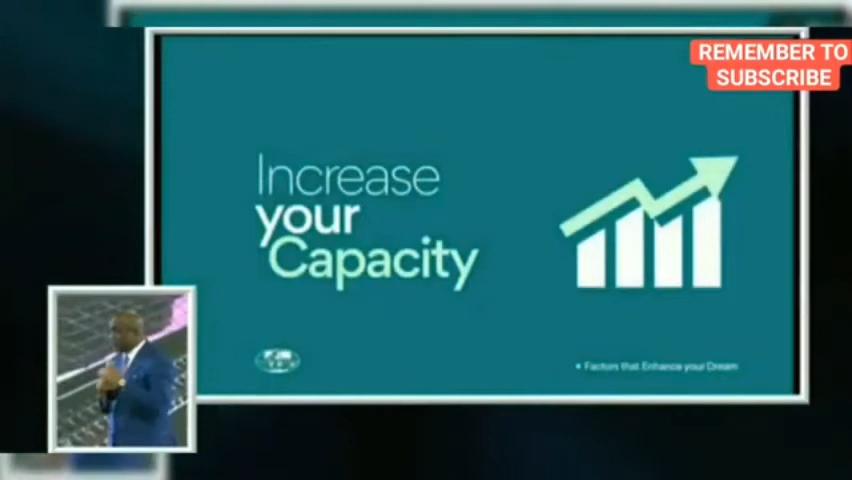 REMEMBER TO
SUBSCRIBE
Increase
your
Capacity
• Factors that Enhance your Dream